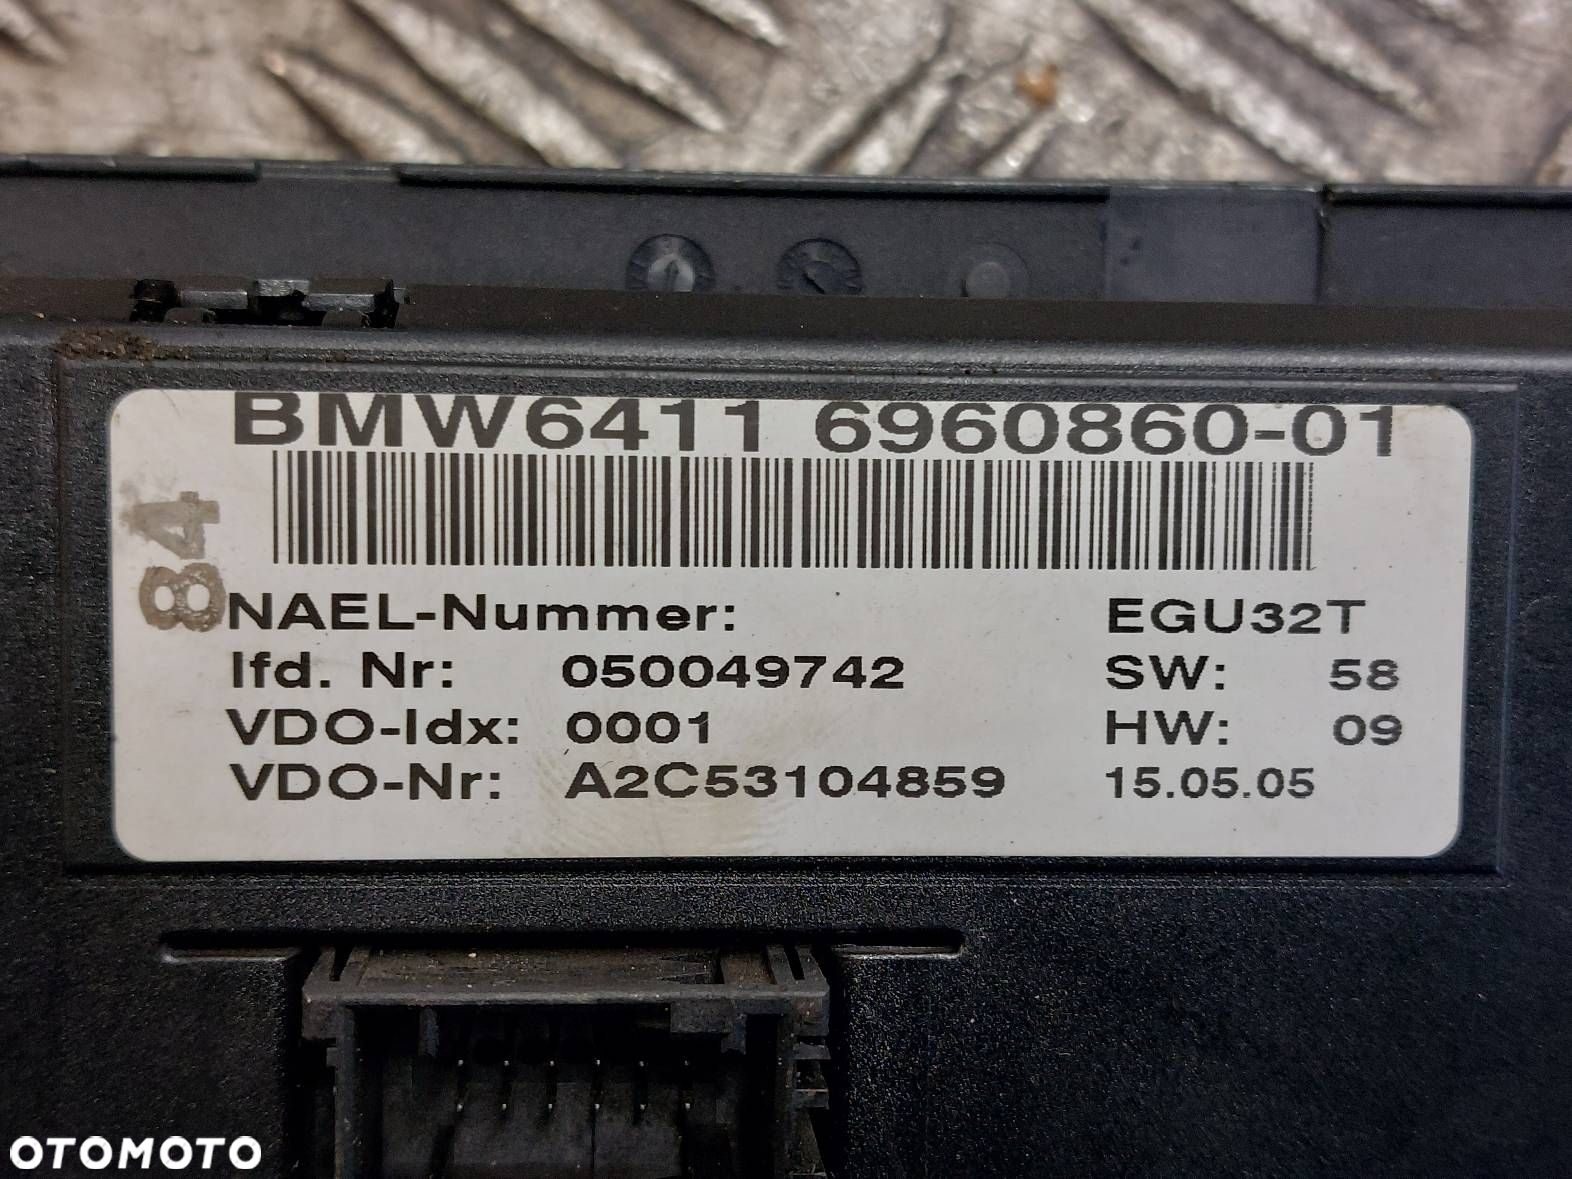 BMW6411 6960860-01
84
NAEL-Nummer: EGU32T
lfd. Nr: 050049742 SW: 58
VDO-Idx: 0001 HW: 09
VDO-Nr: A2C53104859 15.05.05
OTOMOTO